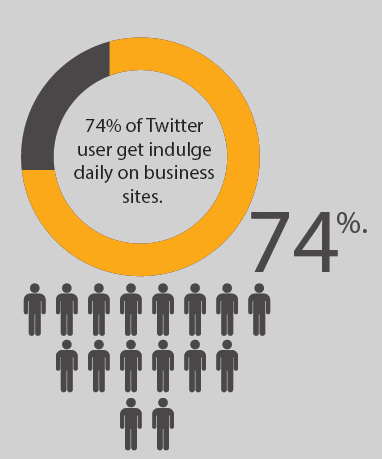 74% of Twitter
user get indulge
daily on business
sites.
74%.